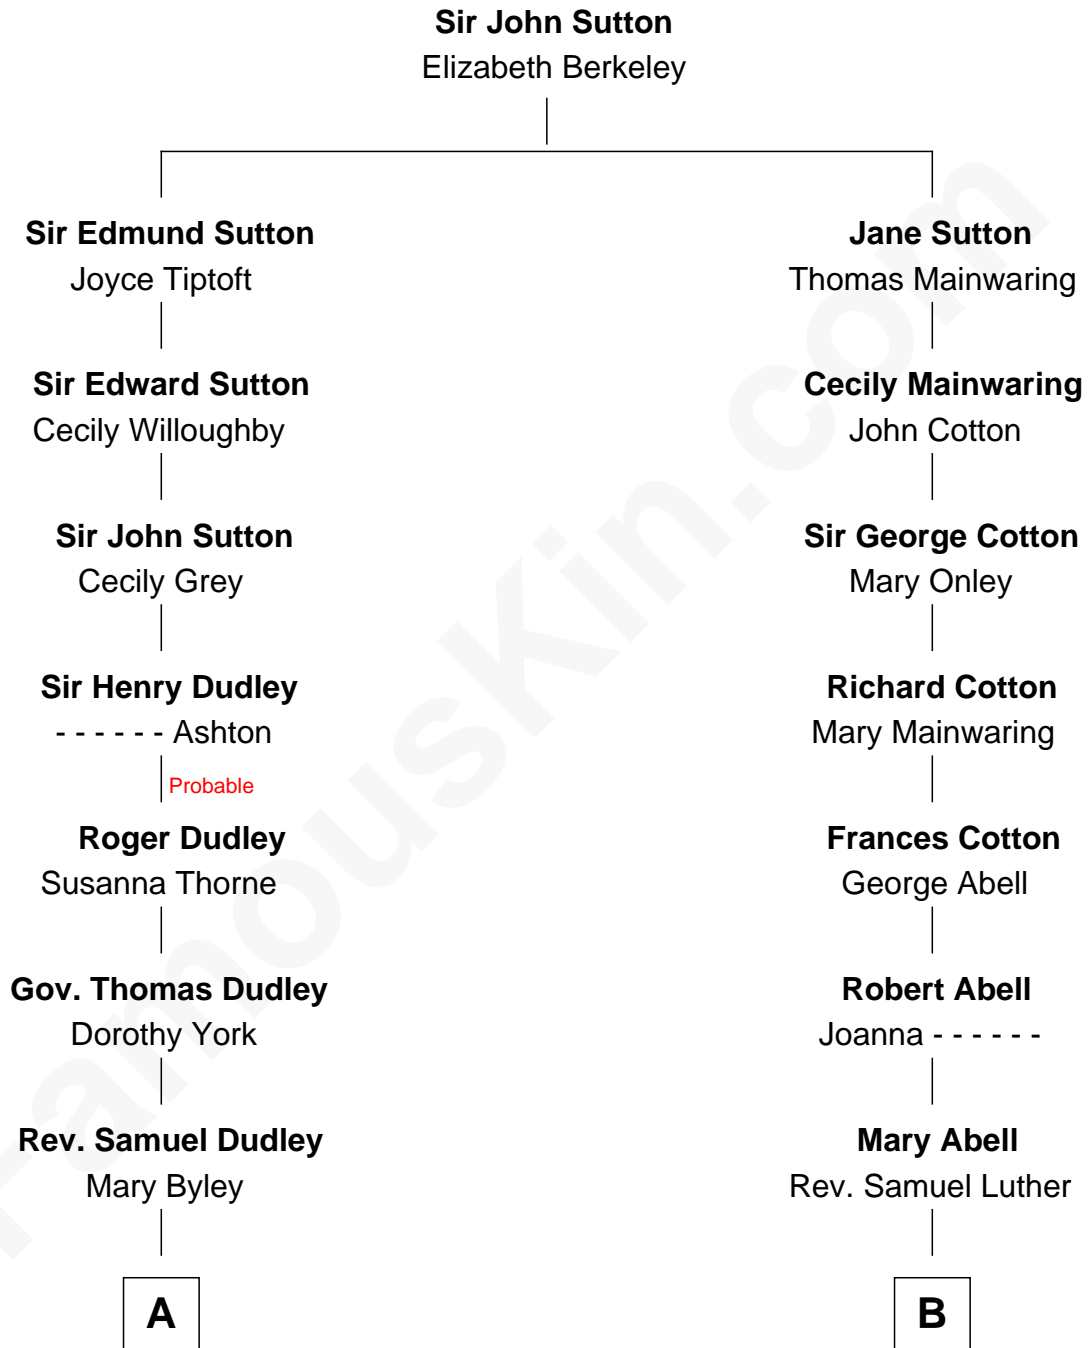 Sir John Sutton
Elizabeth Berkeley
Sir Edmund Sutton
Joyce Tiptoft
Jane Sutton
Thomas Mainwaring
Sir Edward Sutton
Cecily Willoughby
Cecily Mainwaring
John Cotton
Sir John Sutton
Cecily Grey
Sir George Cotton
Mary Onley
Sir Henry Dudley
- - - - - - Ashton
Richard Cotton
Mary Mainwaring
Probable
Roger Dudley
Susanna Thorne
Frances Cotton
George Abell
Gov. Thomas Dudley
Dorothy York
Robert Abell
Joanna - - - - - -
Rev. Samuel Dudley
Mary Byley
Mary Abell
Rev. Samuel Luther
A
B
FamousKin.com